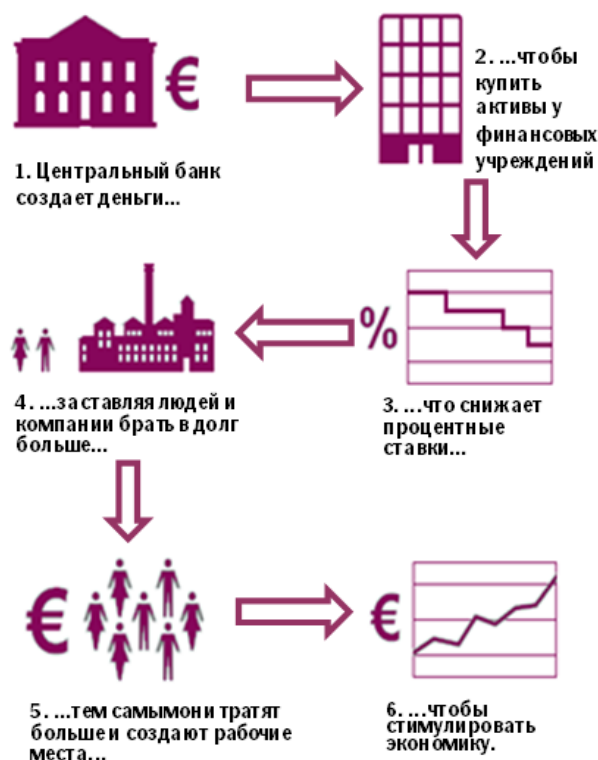 €
1. Центральный банк
создает деньги...
2. ...чтобы
купить
активы у
финансовых
учреждений
%
3. ...что снижает
процентные
ставки...
4. ...заставляя людей и
компании брать в долг
больше...
€
5. ...тем самымони тратят
больше и создают рабочие
места...
€
6. ...чтобы
стимулировать
экономику.